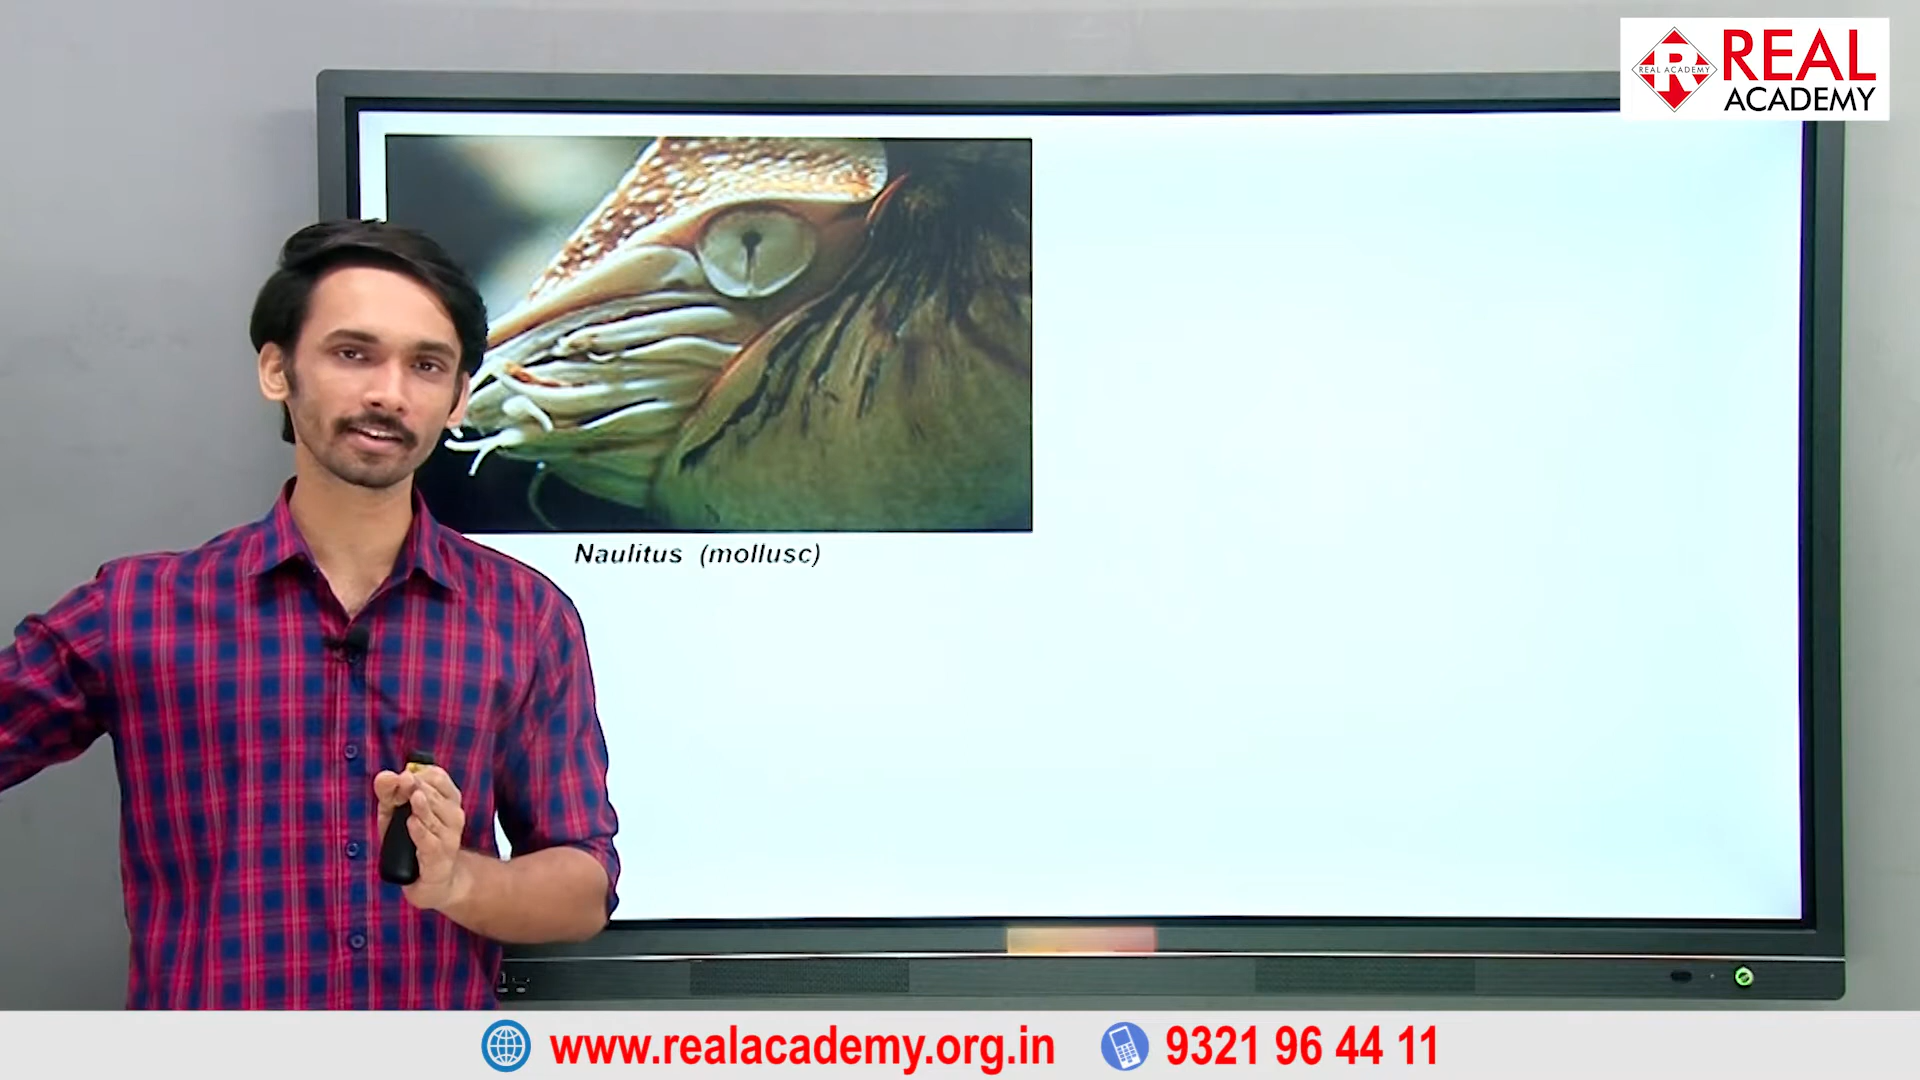 REAL ACADEMY
REAL
ACADEMY
Naulitus (mollusc)
www.realacademy.org.in
9321 96 44 11